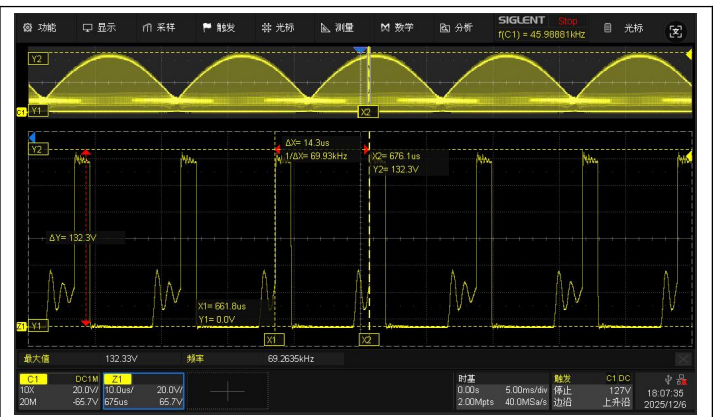 功能 显示 采样 触发 光标 测量 数学 分析 SIGLENT Stop
f(C1) = 45.98881kHz 光标
Y2
C1 Y1 X2
Y2
ΔX= 14.3us
1/ΔX= 69.93kHz
X2= 676.1us
Y2= 132.3V
ΔY= 132.3V
X1= 661.8us
Y1= 0.0V
Z1 Y1
X1 X2
最大值 132.33V 频率 69.2635kHz
C1 DC1M Z1 时基 触发 C1 DC
10X 20.0V/ 10.0us/ 20.0V/ 0.00s 5.00ms/div 停止 127V
20M -65.7V 675us 65.7V 2.00Mpts 40.0MSa/s 边沿 上升沿
18:07:35
2025/12/6